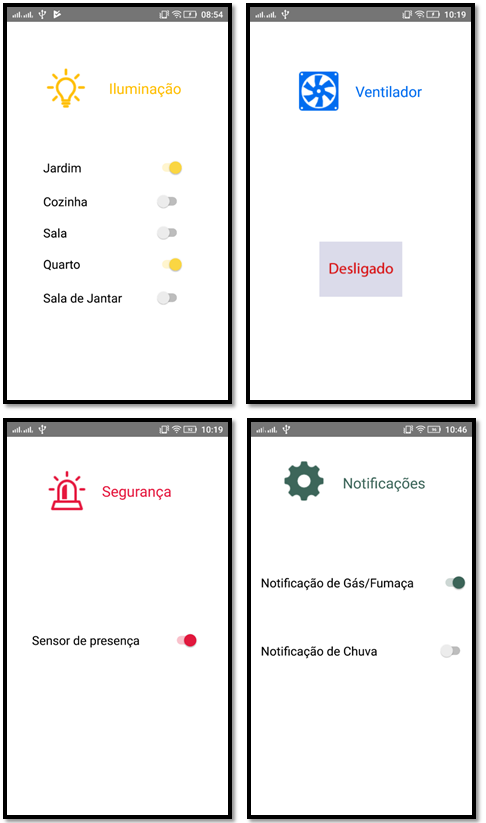 08:54
Iluminação
Jardim
Cozinha
Sala
Quarto
Sala de Jantar
10:19
Ventilador
Desligado
10:19
Segurança
Sensor de presença
10:46
Notificações
Notificação de Gás/Fumaça
Notificação de Chuva